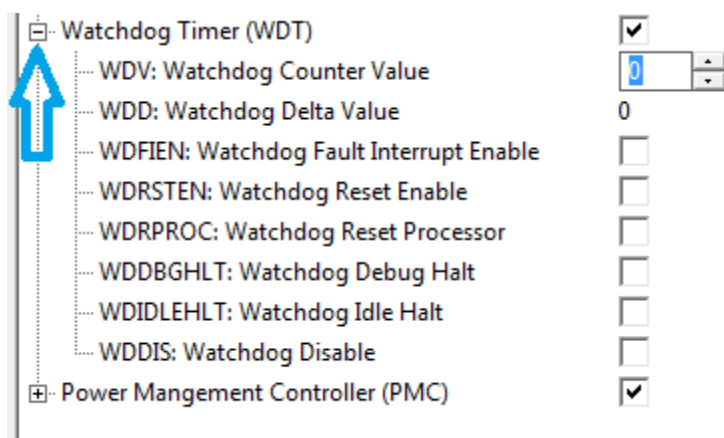 Watchdog Timer (WDT)
WDV: Watchdog Counter Value 0
WDD: Watchdog Delta Value 0
WDFIEN: Watchdog Fault Interrupt Enable
WDRSTEN: Watchdog Reset Enable
WDRPROC: Watchdog Reset Processor
WDDBGHLT: Watchdog Debug Halt
WDIDLEHLT: Watchdog Idle Halt
WDDIS: Watchdog Disable
Power Mangement Controller (PMC)